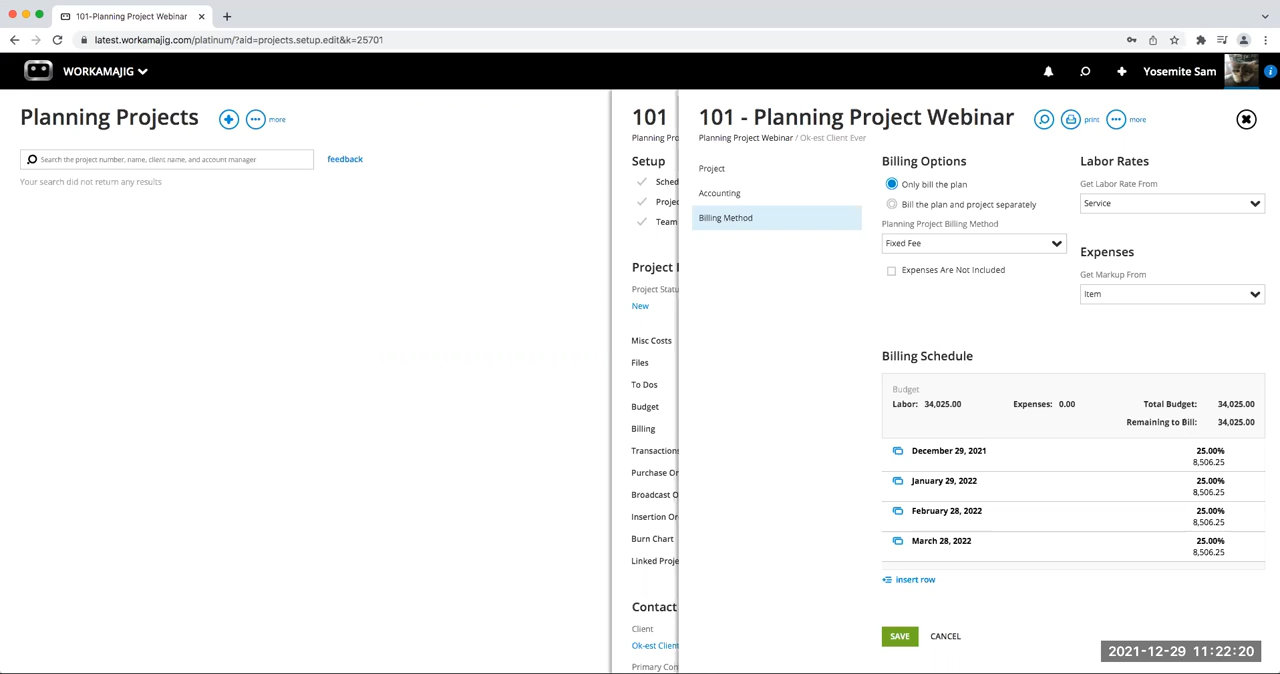 101-Planning Project Webinar
latest.workamajig.com/platinum/?aid=projects.setup.edit&k=25701
WORKAMAJIG
Yosemite Sam
Planning Projects
more
Search the project number, name, client name, and account manager
feedback
Your search did not return any results
101
Planning Pro
Setup
Sched
Projec
Team
Project I
Project Statu
New
Misc Costs
Files
To Dos
Budget
Billing
Transactions
Purchase Or
Broadcast O
Insertion Or
Burn Chart
Linked Proje
Contact
Client
Ok-est Client
Primary Con
101 - Planning Project Webinar
print
more
Planning Project Webinar / Ok-est Client Ever
Project
Accounting
Billing Method
Billing Options
Only bill the plan
Bill the plan and project separately
Planning Project Billing Method
Fixed Fee
Expenses Are Not Included
Labor Rates
Get Labor Rate From
Service
Expenses
Get Markup From
Item
Billing Schedule
Budget
Labor: 34,025.00 Expenses: 0.00 Total Budget: 34,025.00
Remaining to Bill: 34,025.00
December 29, 2021 25.00%
8,506.25
January 29, 2022 25.00%
8,506.25
February 28, 2022 25.00%
8,506.25
March 28, 2022 25.00%
8,506.25
insert row
SAVE CANCEL
2021-12-29 11:22:20